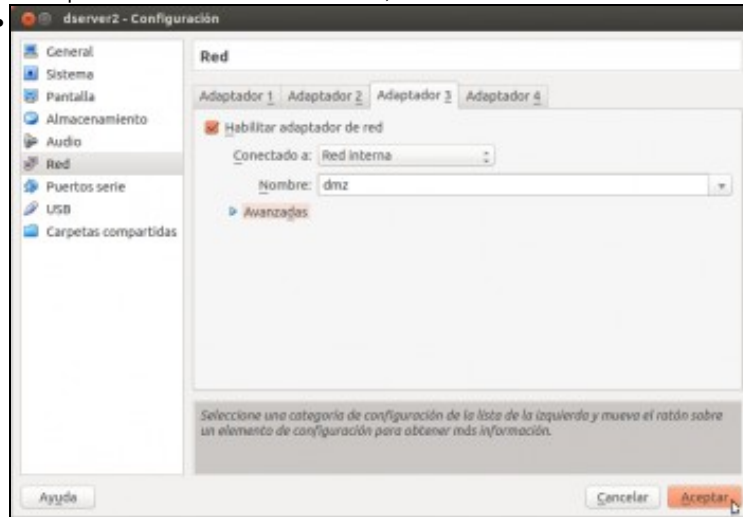 dserver2 - Configuración
General
Sistema
Pantalla
Almacenamiento
Audio
Red
Puertos serie
USB
Carpetas compartidas
Red
Adaptador 1 Adaptador 2 Adaptador 3 Adaptador 4
Habilitar adaptador de red
Conectado a: Red interna
Nombre: dmz
Avanzadas
Seleccione una categoría de configuración de la lista de la izquierda y mueva el ratón sobre
un elemento de configuración para obtener más información.
Ayuda
Cancelar
Aceptar